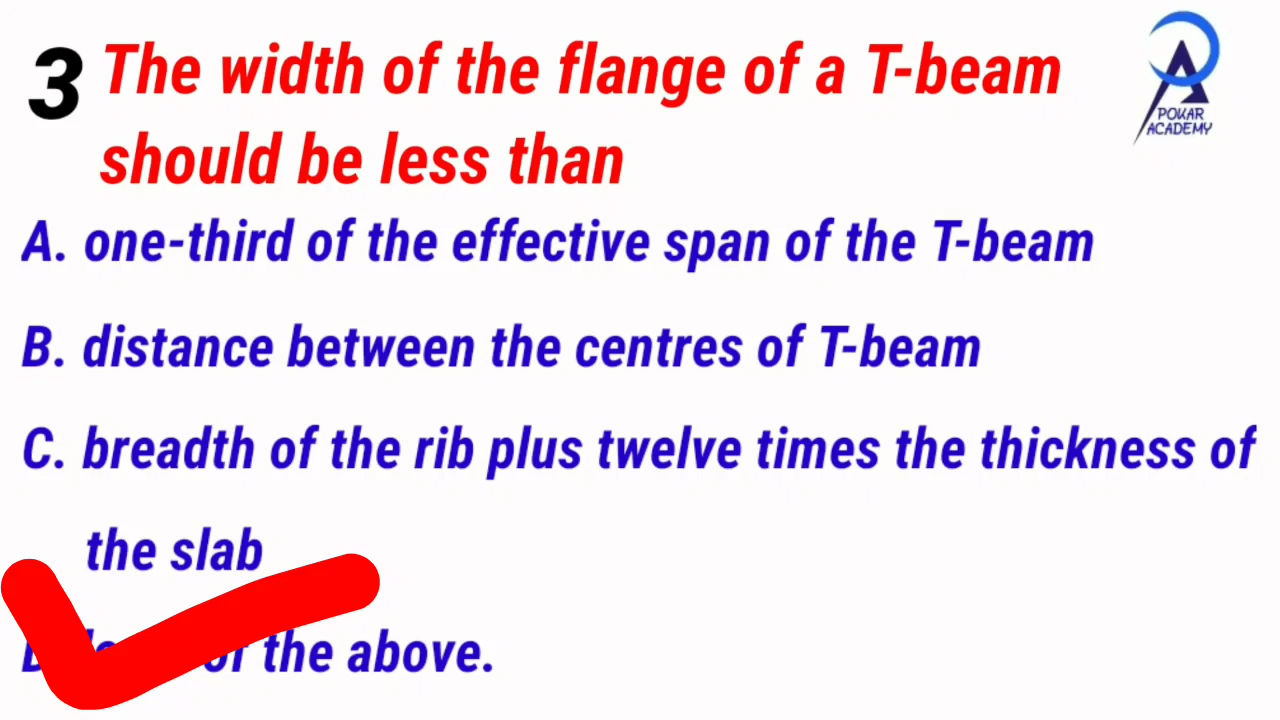 3 The width of the flange of a T-beam
should be less than
POKAR
ACADEMY
A. one-third of the effective span of the T-beam
B. distance between the centres of T-beam
C. breadth of the rib plus twelve times the thickness of
the slab
of the above.